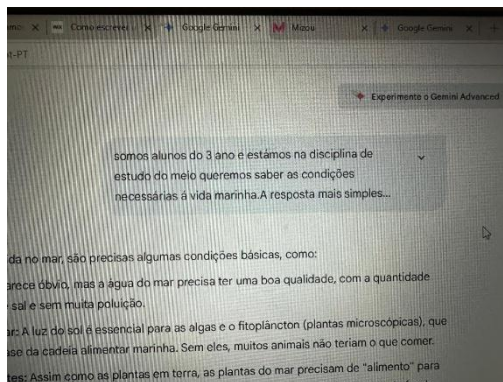 Como escrever
Google Gemini
Mizou
Google Gemini
t-PT
Experimente o Gemini Advanced
somos alunos do 3 ano e estámos na disciplina de
estudo do meio queremos saber as condições
necessárias á vida marinha.A resposta mais simples...
da no mar, são precisas algumas condições básicas, como:
arece óbvio, mas a água do mar precisa ter uma boa qualidade, com a quantidade
sal e sem muita poluição.
ar: A luz do sol é essencial para as algas e o fitoplâncton (plantas microscópicas), que
se da cadeia alimentar marinha. Sem eles, muitos animais não teriam o que comer.
tes: Assim como as plantas em terra, as plantas do mar precisam de "alimento" para